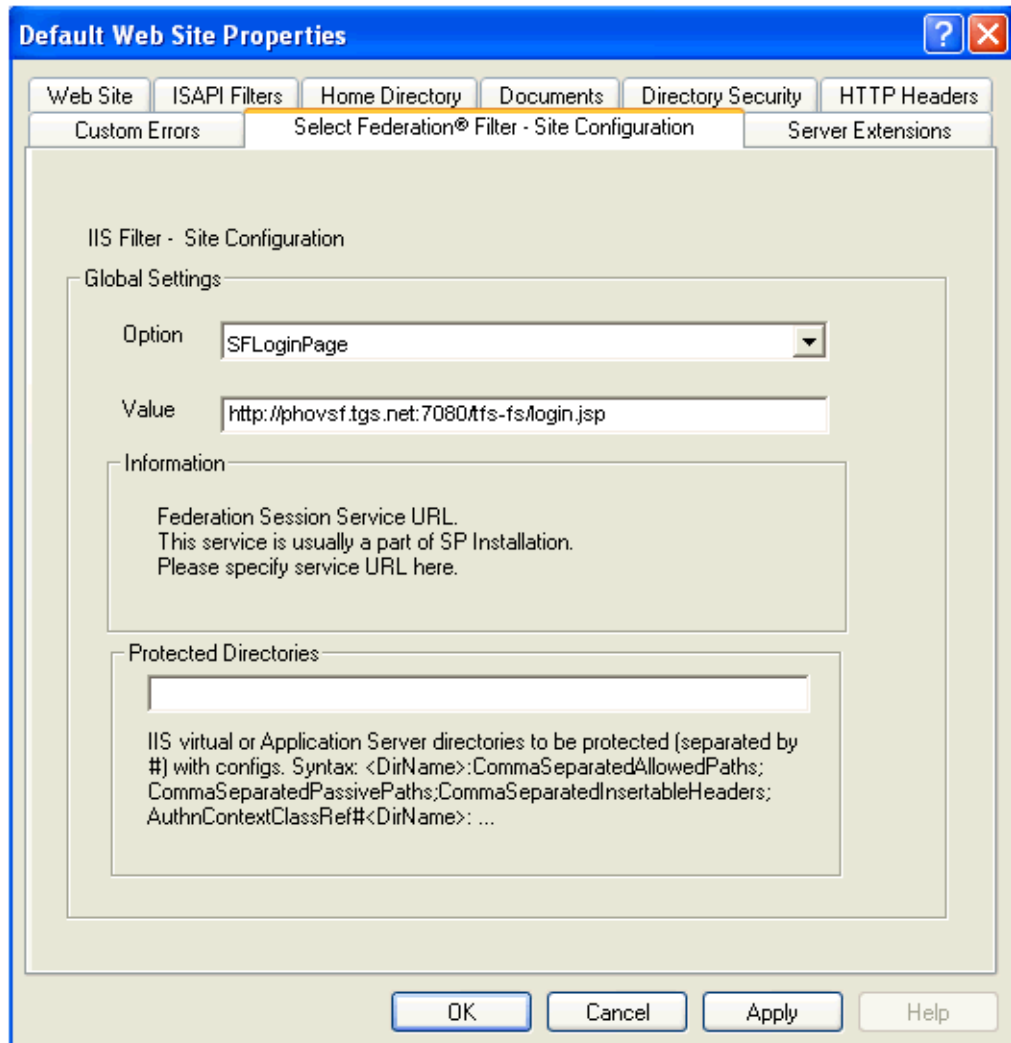 Default Web Site Properties
Web Site
ISAPI Filters
Home Directory
Documents
Directory Security
HTTP Headers
Custom Errors
Select Federation® Filter - Site Configuration
Server Extensions
IIS Filter - Site Configuration
Global Settings
Option
SFLoginPage
Value
http://phovsf.tgs.net:7080/tfs-fs/login.jsp
Information
Federation Session Service URL.
This service is usually a part of SP Installation.
Please specify service URL here.
Protected Directories
IIS virtual or Application Server directories to be protected (separated by
#) with configs. Syntax: <DirName>:CommaSeparatedAllowedPaths;
CommaSeparatedPassivePaths;CommaSeparatedInsertableHeaders;
AuthnContextClassRef#<DirName>: ...
OK
Cancel
Apply
Help